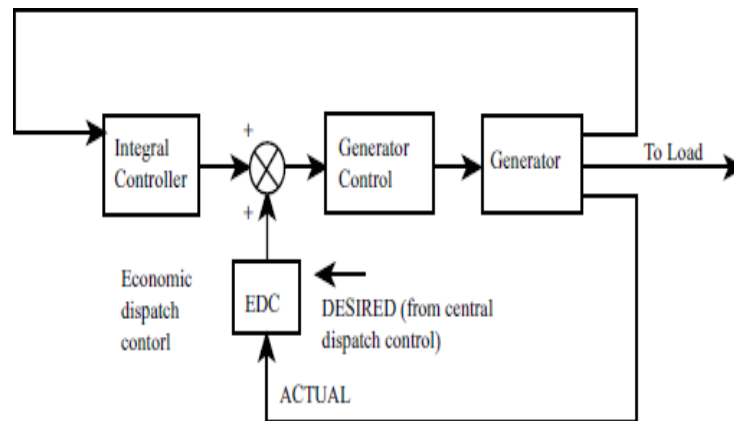 Integral
Controller
+
+
Generator
Control
Generator
To Load
Economic
dispatch
contorl
EDC
DESIRED (from central
dispatch control)
ACTUAL